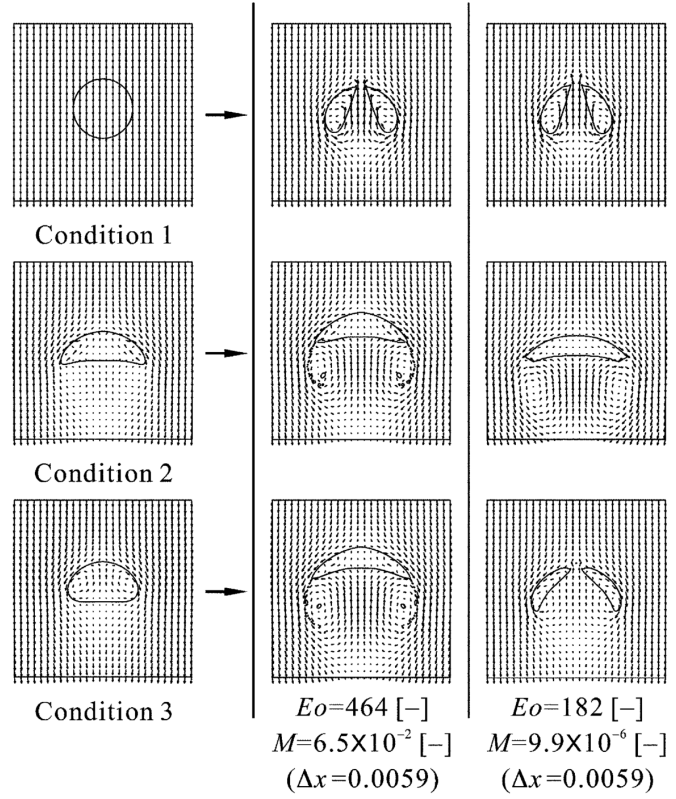 Condition 1
Condition 2
Condition 3
Eo=464 [–]
M=6.5X10⁻² [–]
(Δx=0.0059)
Eo=182 [–]
M=9.9X10⁻⁶ [–]
(Δx=0.0059)